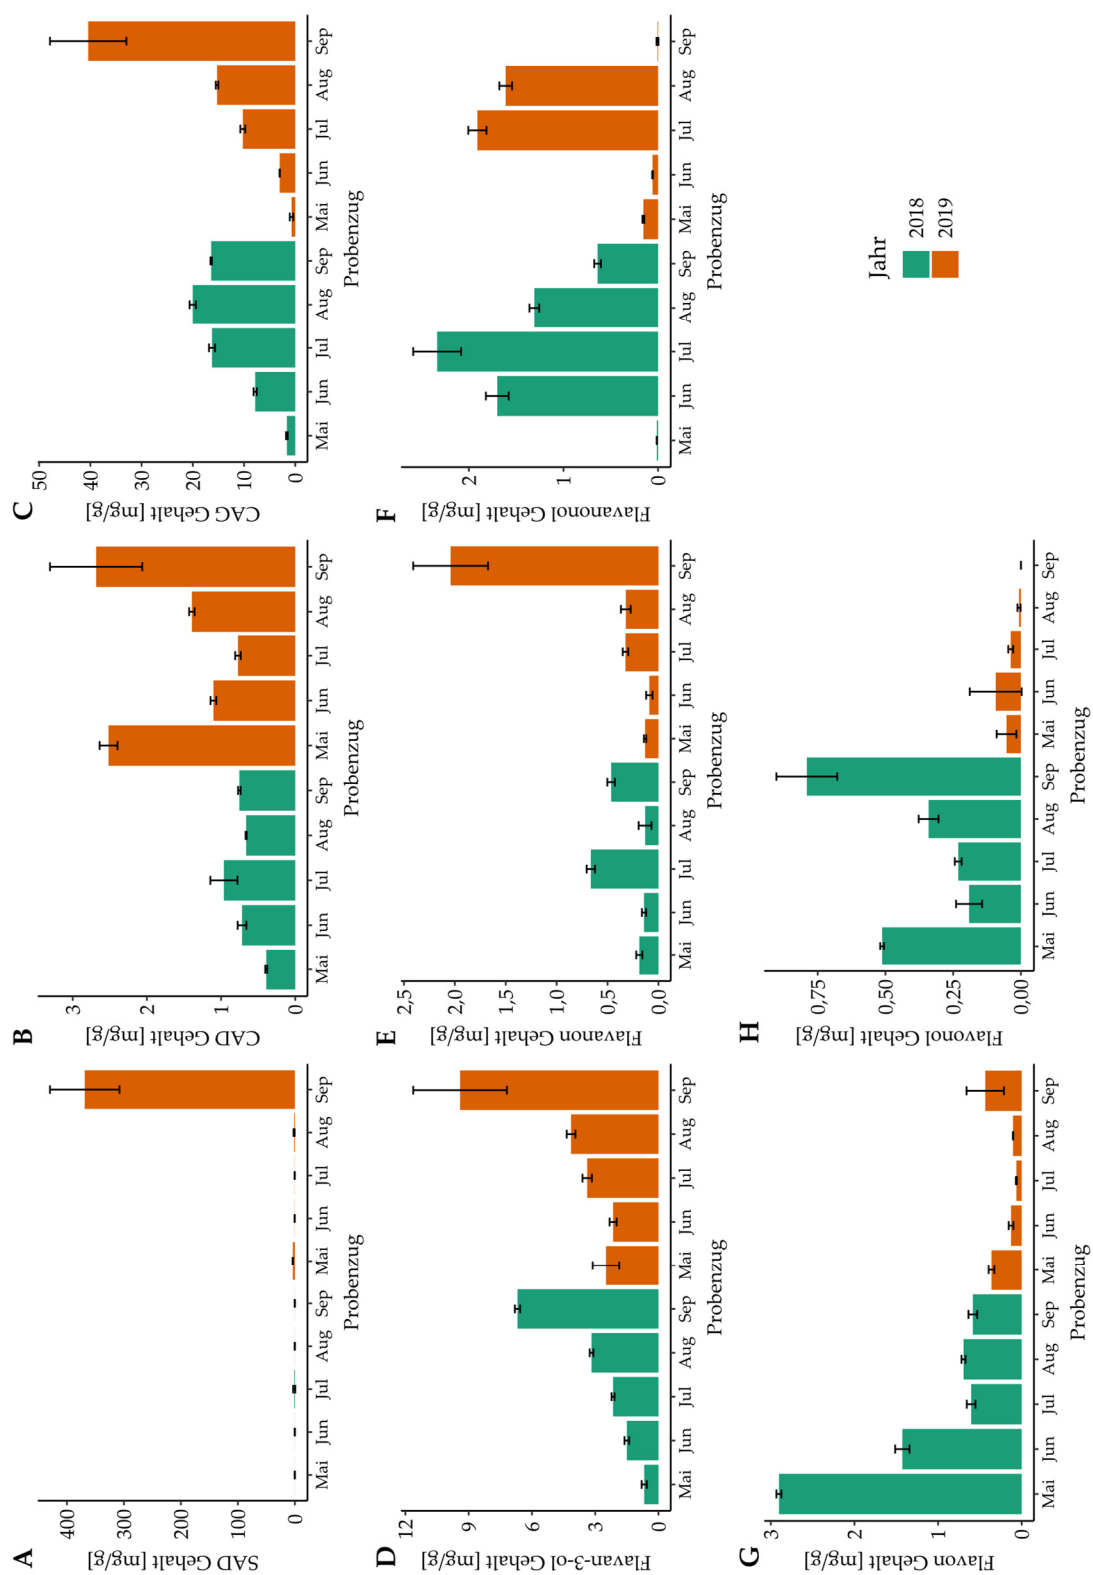 A
SAD Gehalt [mg/g]
400
300
200
100
0
Mai Jun Jul Aug Sep Mai Jun Jul Aug Sep
Probenzug
B
CAD Gehalt [mg/g]
3
2
1
0
Mai Jun Jul Aug Sep Mai Jun Jul Aug Sep
Probenzug
C
CAG Gehalt [mg/g]
50
40
30
20
10
0
Mai Jun Jul Aug Sep Mai Jun Jul Aug Sep
Probenzug
D
Flavan-3-ol Gehalt [mg/g]
12
9
6
3
0
Mai Jun Jul Aug Sep Mai Jun Jul Aug Sep
Probenzug
E
Flavanon Gehalt [mg/g]
2,5
2,0
1,5
1,0
0,5
0,0
Mai Jun Jul Aug Sep Mai Jun Jul Aug Sep
Probenzug
F
Flavanonol Gehalt [mg/g]
2
1
0
Mai Jun Jul Aug Sep Mai Jun Jul Aug Sep
Probenzug
G
Flavon Gehalt [mg/g]
3
2
1
0
Mai Jun Jul Aug Sep Mai Jun Jul Aug Sep
Probenzug
H
Flavonol Gehalt [mg/g]
0,75
0,50
0,25
0,00
Mai Jun Jul Aug Sep Mai Jun Jul Aug Sep
Probenzug
Jahr
2018
2019